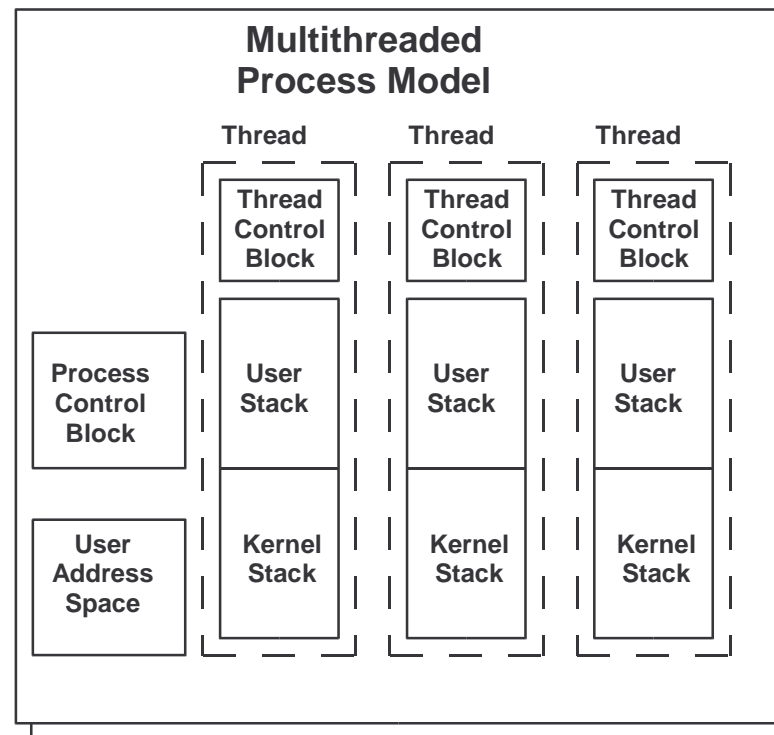 Multithreaded
Process Model
Thread
Thread
Thread
Thread
Control
Block
Thread
Control
Block
Thread
Control
Block
Process
Control
Block
User
Stack
User
Stack
User
Stack
User
Address
Space
Kernel
Stack
Kernel
Stack
Kernel
Stack